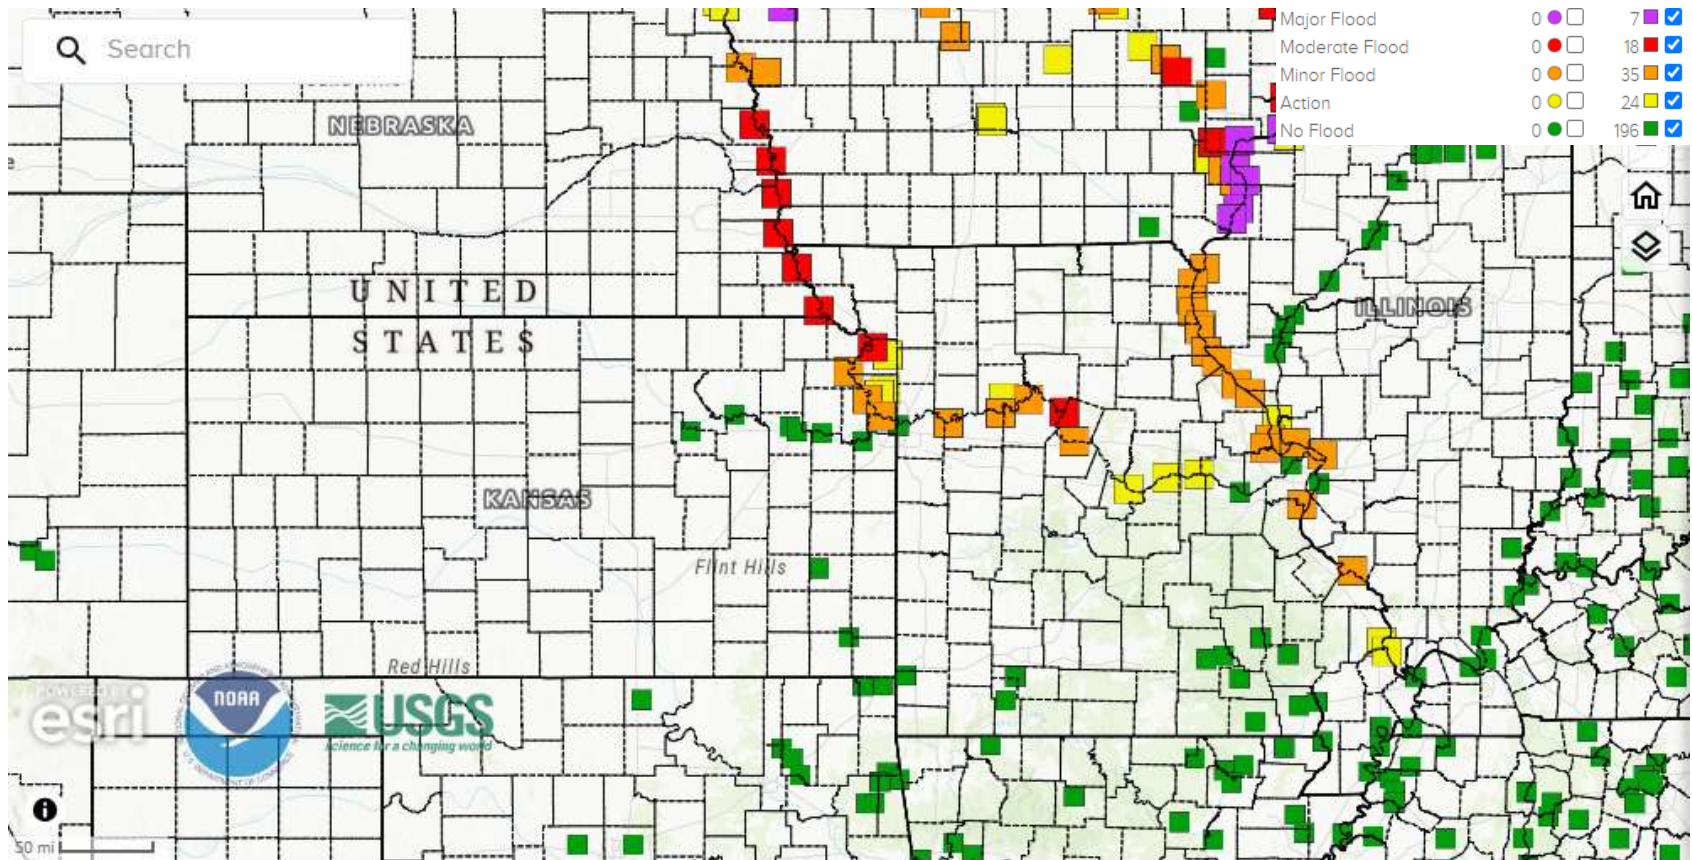 Search
Major Flood 0 7
Moderate Flood 0 18
Minor Flood 0 35
Action 0 24
No Flood 0 196
NEBRASKA
UNITED
STATES
ILLINOIS
KANSAS
Flint Hills
Red Hills
POWERED BY
esri
NOAA
USGS
science for a changing world
50 mi